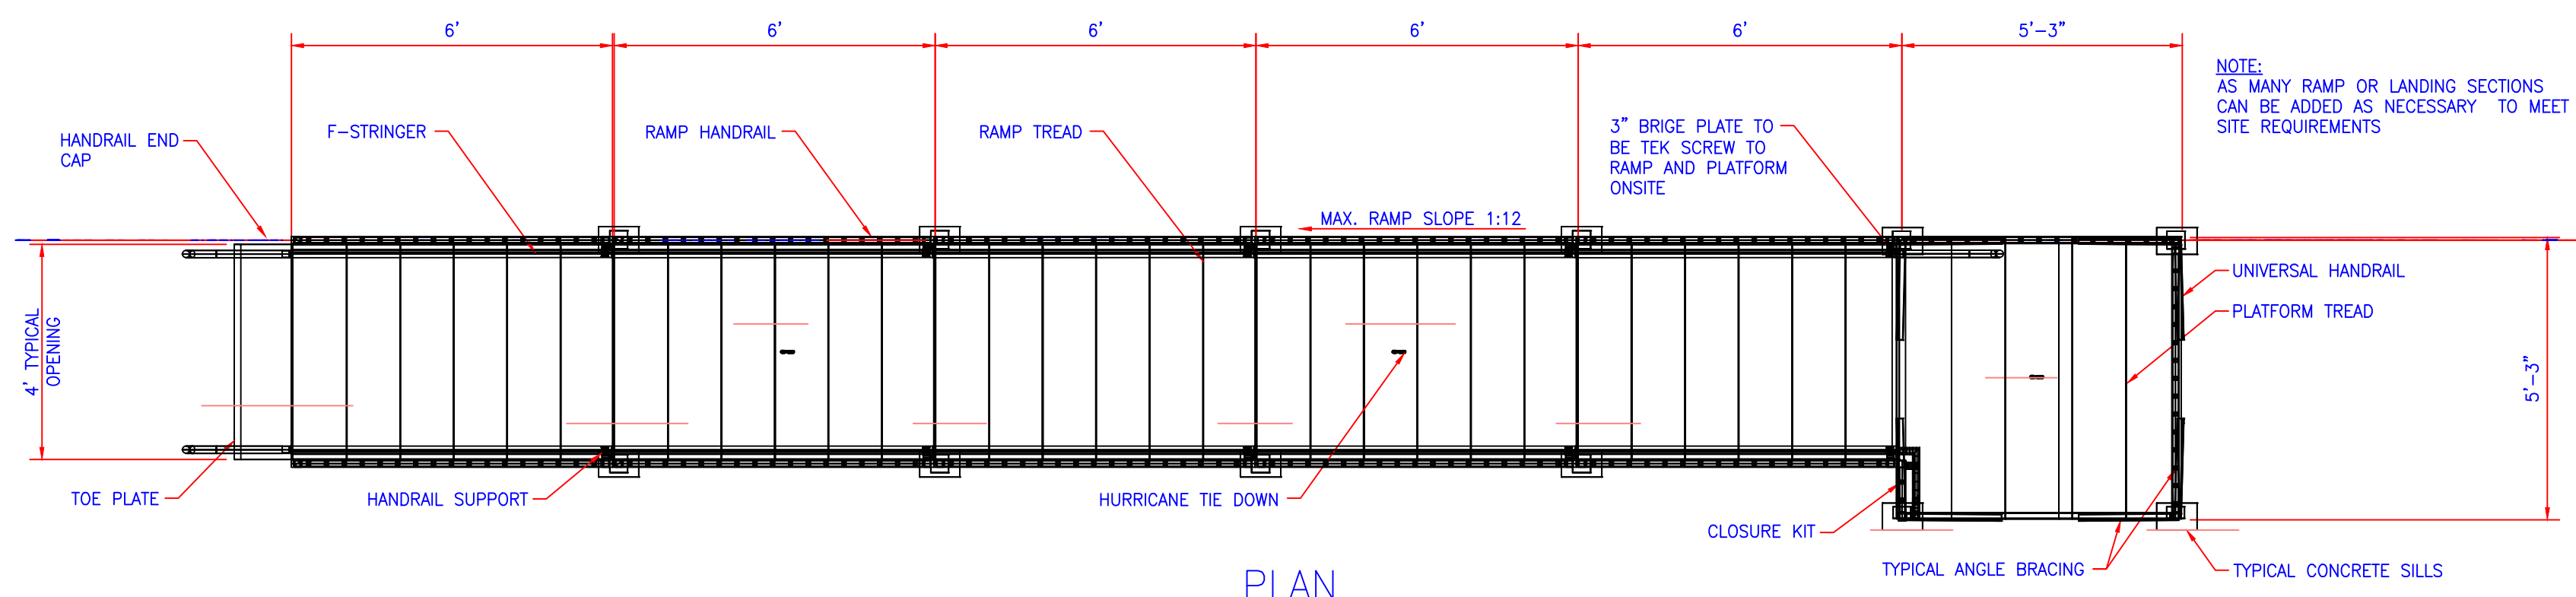 6'
6'
6'
6'
6'
5'-3"
NOTE:
AS MANY RAMP OR LANDING SECTIONS
CAN BE ADDED AS NECESSARY TO MEET
SITE REQUIREMENTS
HANDRAIL END
CAP
F-STRINGER
RAMP HANDRAIL
RAMP TREAD
3" BRIGE PLATE TO
BE TEK SCREW TO
RAMP AND PLATFORM
ONSITE
MAX. RAMP SLOPE 1:12
UNIVERSAL HANDRAIL
PLATFORM TREAD
4' TYPICAL
OPENING
5'-3"
TOE PLATE
HANDRAIL SUPPORT
HURRICANE TIE DOWN
CLOSURE KIT
TYPICAL ANGLE BRACING
TYPICAL CONCRETE SILLS
PLAN